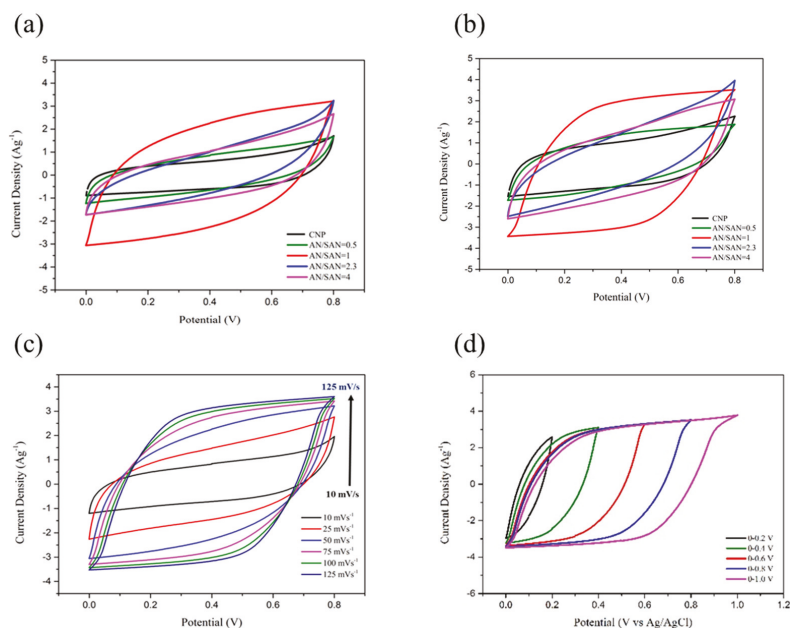 (a)
Current Density (Ag⁻¹)
5
4
3
2
1
0
-1
-2
-3
-4
-5
0.0 0.2 0.4 0.6 0.8
Potential (V)
CNP
AN/SAN=0.5
AN/SAN=1
AN/SAN=2.3
AN/SAN=4
(b)
Current Density (Ag⁻¹)
5
4
3
2
1
0
-1
-2
-3
-4
-5
-6
0.0 0.2 0.4 0.6 0.8
Potential (V)
CNP
AN/SAN=0.5
AN/SAN=1
AN/SAN=2.3
AN/SAN=4
(c)
Current Density (Ag⁻¹)
4
3
2
1
0
-1
-2
-3
-4
0.0 0.2 0.4 0.6 0.8
Potential (V)
125 mV/s
10 mV/s
10 mVs⁻¹
25 mVs⁻¹
50 mVs⁻¹
75 mVs⁻¹
100 mVs⁻¹
125 mVs⁻¹
(d)
Current Density (Ag⁻¹)
6
4
2
0
-2
-4
-6
0.0 0.2 0.4 0.6 0.8 1.0
Potential (V vs Ag/AgCl)
0-0.2 V
0-0.4 V
0-0.6 V
0-0.8 V
0-1.0 V